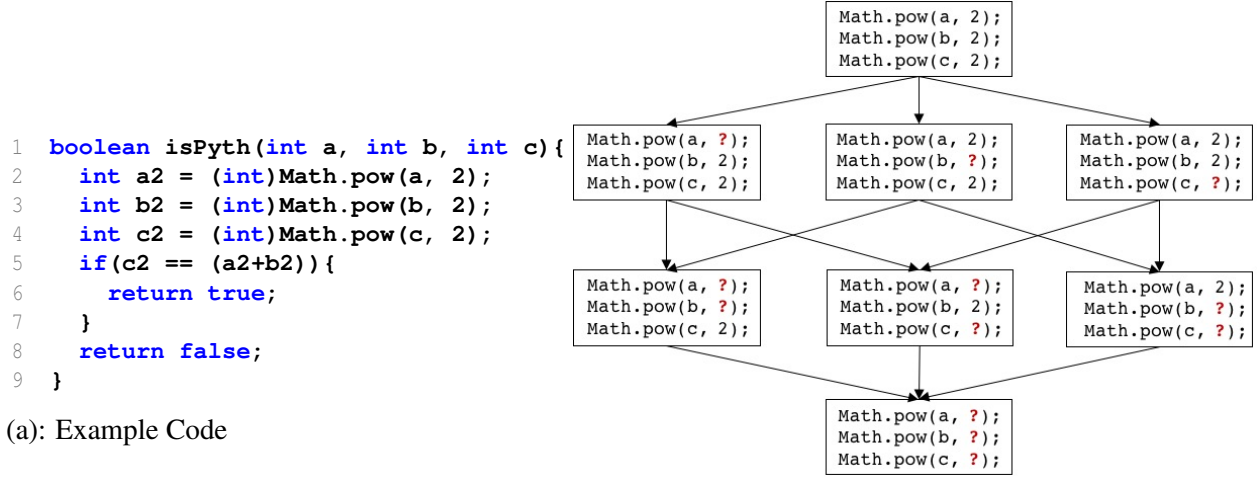 1 boolean isPyth(int a, int b, int c){
2 int a2 = (int)Math.pow(a, 2);
3 int b2 = (int)Math.pow(b, 2);
4 int c2 = (int)Math.pow(c, 2);
5 if(c2 == (a2+b2)){
6 return true;
7 }
8 return false;
9 }
(a): Example Code
Math.pow(a, 2);
Math.pow(b, 2);
Math.pow(c, 2);
Math.pow(a, ?);
Math.pow(b, 2);
Math.pow(c, 2);
Math.pow(a, 2);
Math.pow(b, ?);
Math.pow(c, 2);
Math.pow(a, 2);
Math.pow(b, 2);
Math.pow(c, ?);
Math.pow(a, ?);
Math.pow(b, ?);
Math.pow(c, 2);
Math.pow(a, ?);
Math.pow(b, 2);
Math.pow(c, ?);
Math.pow(a, 2);
Math.pow(b, ?);
Math.pow(c, ?);
Math.pow(a, ?);
Math.pow(b, ?);
Math.pow(c, ?);